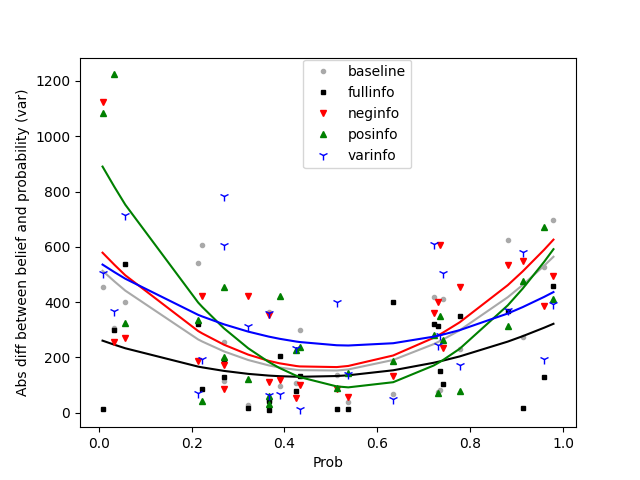 baseline
fullinfo
neginfo
posinfo
varinfo
Abs diff between belief and probability (var)
1200
1000
800
600
400
200
0
0.0 0.2 0.4 0.6 0.8 1.0
Prob